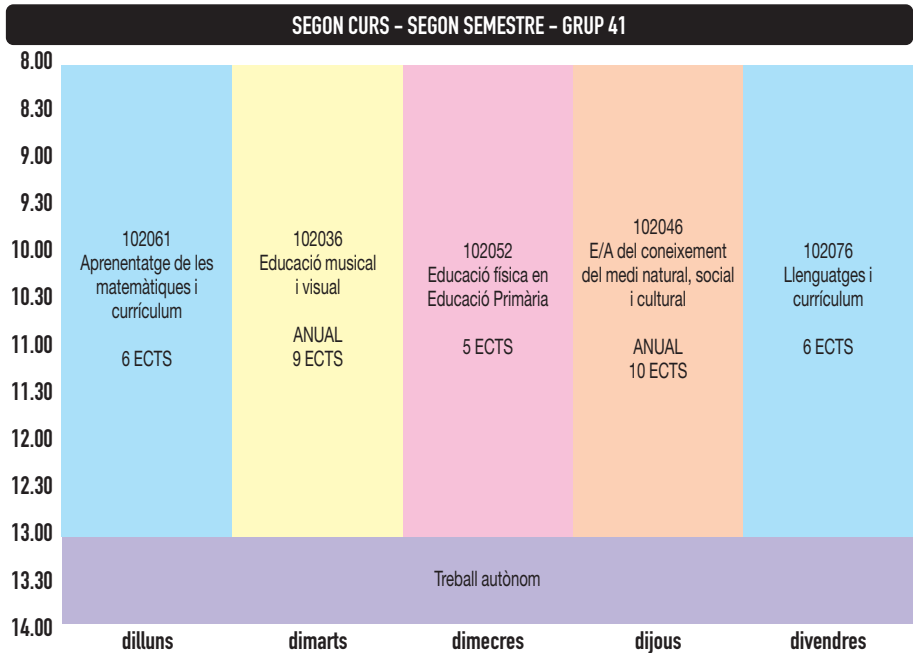 SEGON CURS – SEGON SEMESTRE – GRUP 41
8.00
8.30
9.00
9.30
10.00
10.30
11.00
11.30
12.00
12.30
13.00
13.30
14.00
102061
Aprenentatge de les
matemàtiques i
currículum
6 ECTS
102036
Educació musical
i visual
ANUAL
9 ECTS
102052
Educació física en
Educació Primària
5 ECTS
102046
E/A del coneixement
del medi natural, social
i cultural
ANUAL
10 ECTS
102076
Llenguatges i
currículum
6 ECTS
Treball autònom
dilluns
dimarts
dimecres
dijous
divendres